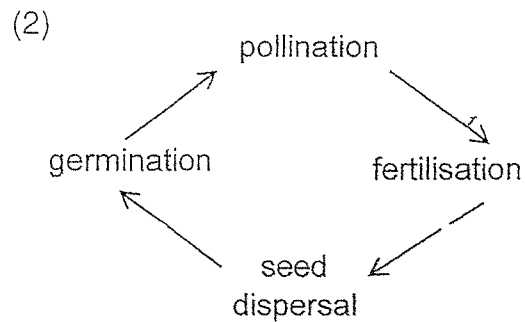 (2)
pollination
germination
fertilisation
seed
dispersal